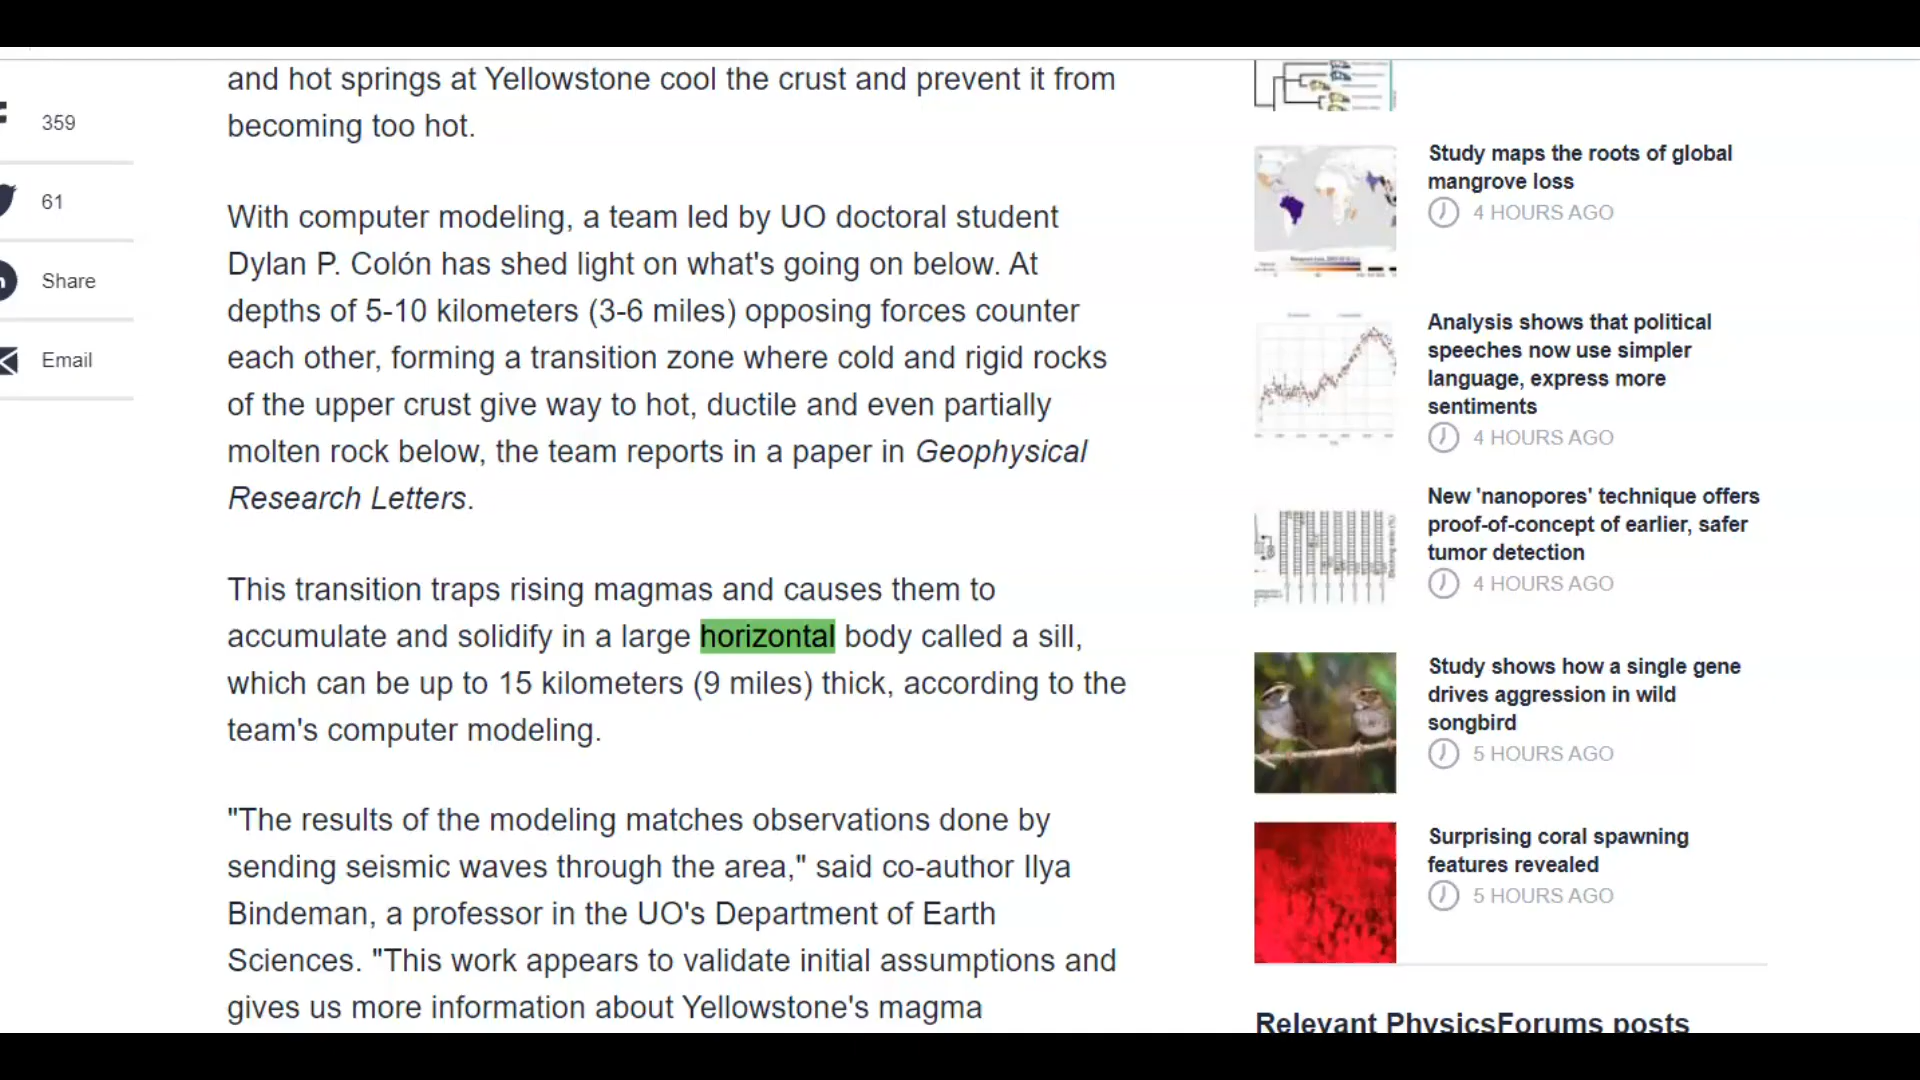 and hot springs at Yellowstone cool the crust and prevent it from
becoming too hot.
With computer modeling, a team led by UO doctoral student
Dylan P. Colón has shed light on what's going on below. At
depths of 5-10 kilometers (3-6 miles) opposing forces counter
each other, forming a transition zone where cold and rigid rocks
of the upper crust give way to hot, ductile and even partially
molten rock below, the team reports in a paper in Geophysical
Research Letters.
This transition traps rising magmas and causes them to
accumulate and solidify in a large horizontal body called a sill,
which can be up to 15 kilometers (9 miles) thick, according to the
team's computer modeling.
"The results of the modeling matches observations done by
sending seismic waves through the area," said co-author Ilya
Bindeman, a professor in the UO's Department of Earth
Sciences. "This work appears to validate initial assumptions and
gives us more information about Yellowstone's magma
359
61
Share
Email
Study maps the roots of global
mangrove loss
4 HOURS AGO
Analysis shows that political
speeches now use simpler
language, express more
sentiments
4 HOURS AGO
New 'nanopores' technique offers
proof-of-concept of earlier, safer
tumor detection
4 HOURS AGO
Study shows how a single gene
drives aggression in wild
songbird
5 HOURS AGO
Surprising coral spawning
features revealed
5 HOURS AGO
Relevant PhysicsForums posts